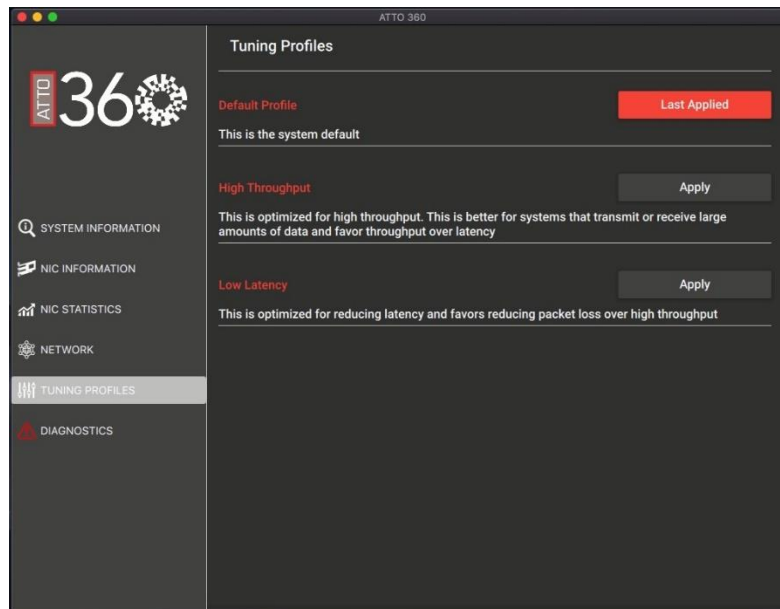 ATTO 360
ATTO 360
Tuning Profiles
Default Profile
Last Applied
This is the system default
High Throughput
Apply
This is optimized for high throughput. This is better for systems that transmit or receive large
amounts of data and favor throughput over latency
Low Latency
Apply
This is optimized for reducing latency and favors reducing packet loss over high throughput
SYSTEM INFORMATION
NIC INFORMATION
NIC STATISTICS
NETWORK
TUNING PROFILES
DIAGNOSTICS